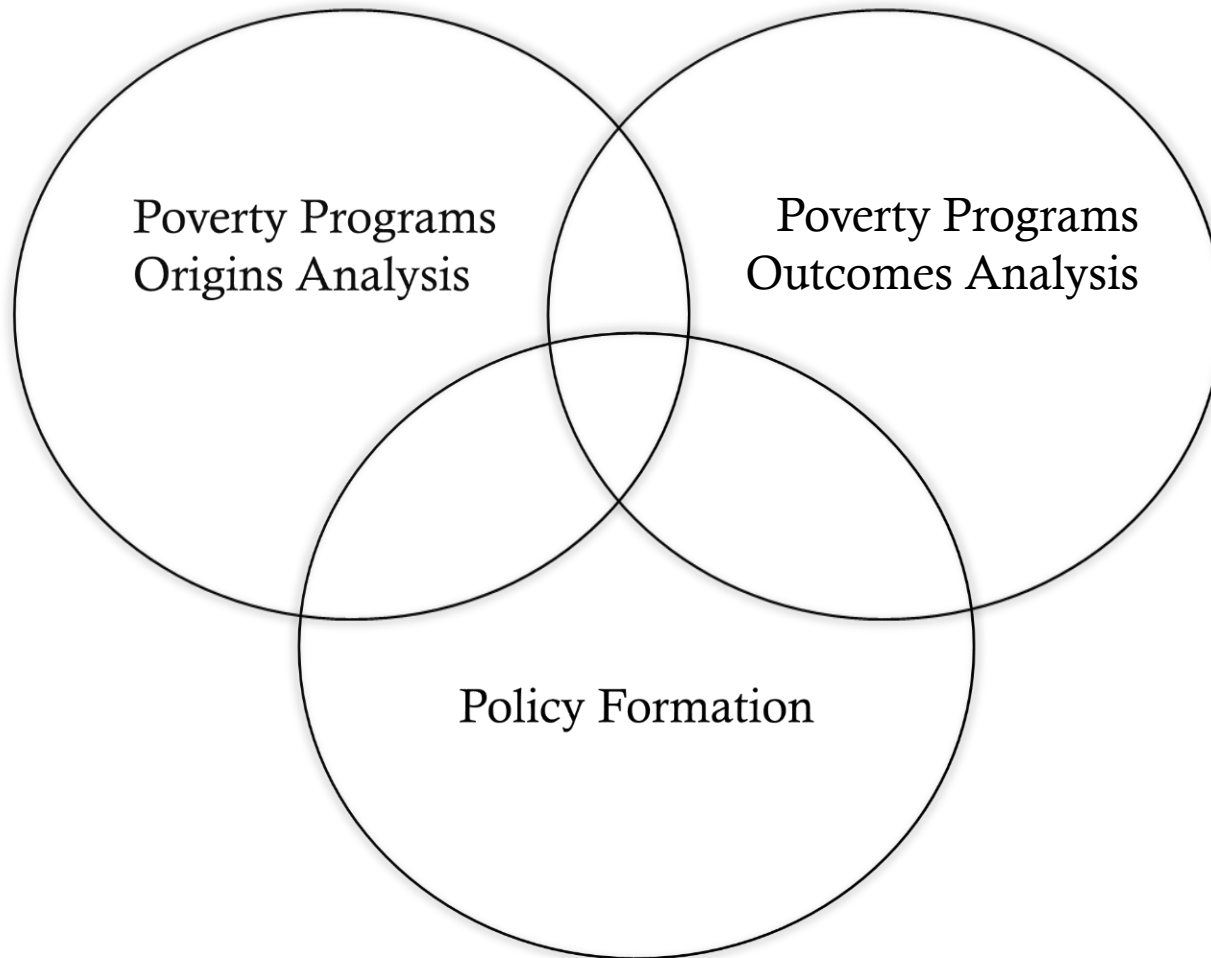 Poverty Programs
Origins Analysis
Poverty Programs
Outcomes Analysis
Policy Formation